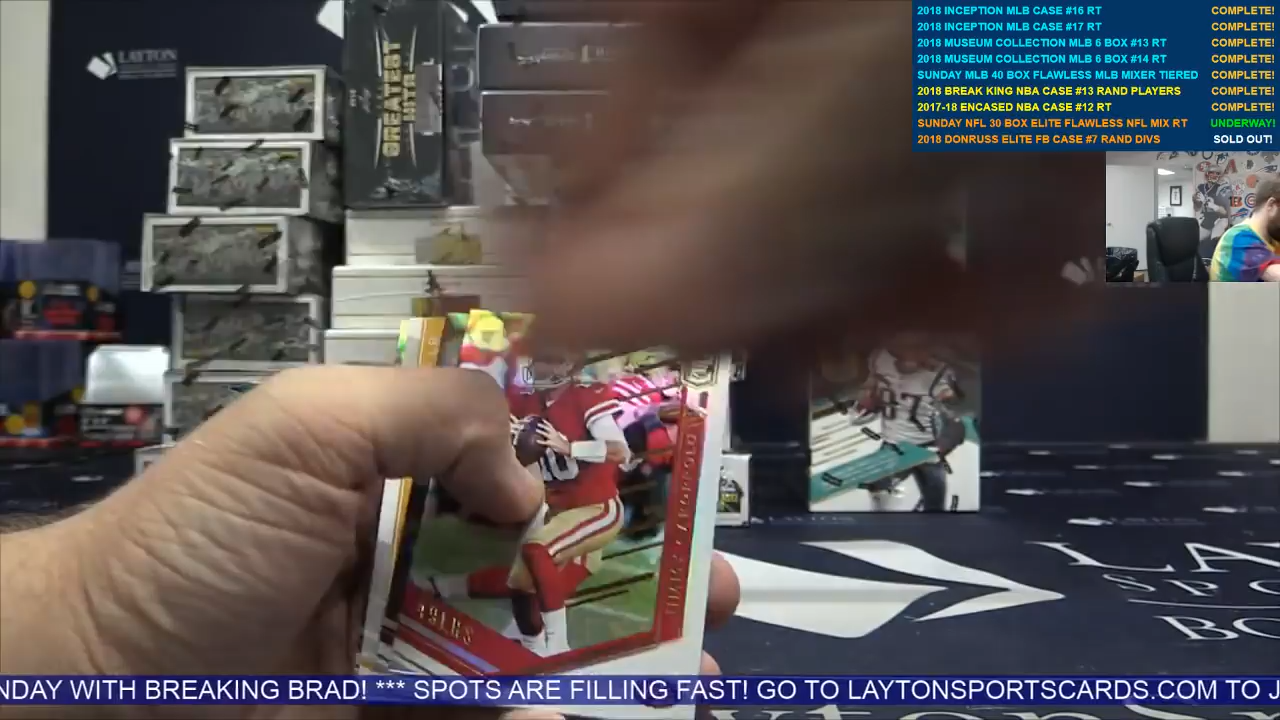 2018 INCEPTION MLB CASE #16 RT COMPLETE!
2018 INCEPTION MLB CASE #17 RT COMPLETE!
2018 MUSEUM COLLECTION MLB 6 BOX #13 RT COMPLETE!
2018 MUSEUM COLLECTION MLB 6 BOX #14 RT COMPLETE!
SUNDAY MLB 40 BOX FLAWLESS MLB MIXER TIERED COMPLETE!
2018 BREAK KING NBA CASE #13 RAND PLAYERS COMPLETE!
2017-18 ENCASED NBA CASE #12 RT COMPLETE!
SUNDAY NFL 30 BOX ELITE FLAWLESS NFL MIX RT UNDERWAY!
2018 DONRUSS ELITE FB CASE #7 RAND DIVS SOLD OUT!
LAYTON
GREATEST
HITS
87
49ERS
LA
SPO
BO
NDAY WITH BREAKING BRAD! *** SPOTS ARE FILLING FAST! GO TO LAYTONSPORTSCARDS.COM TO J